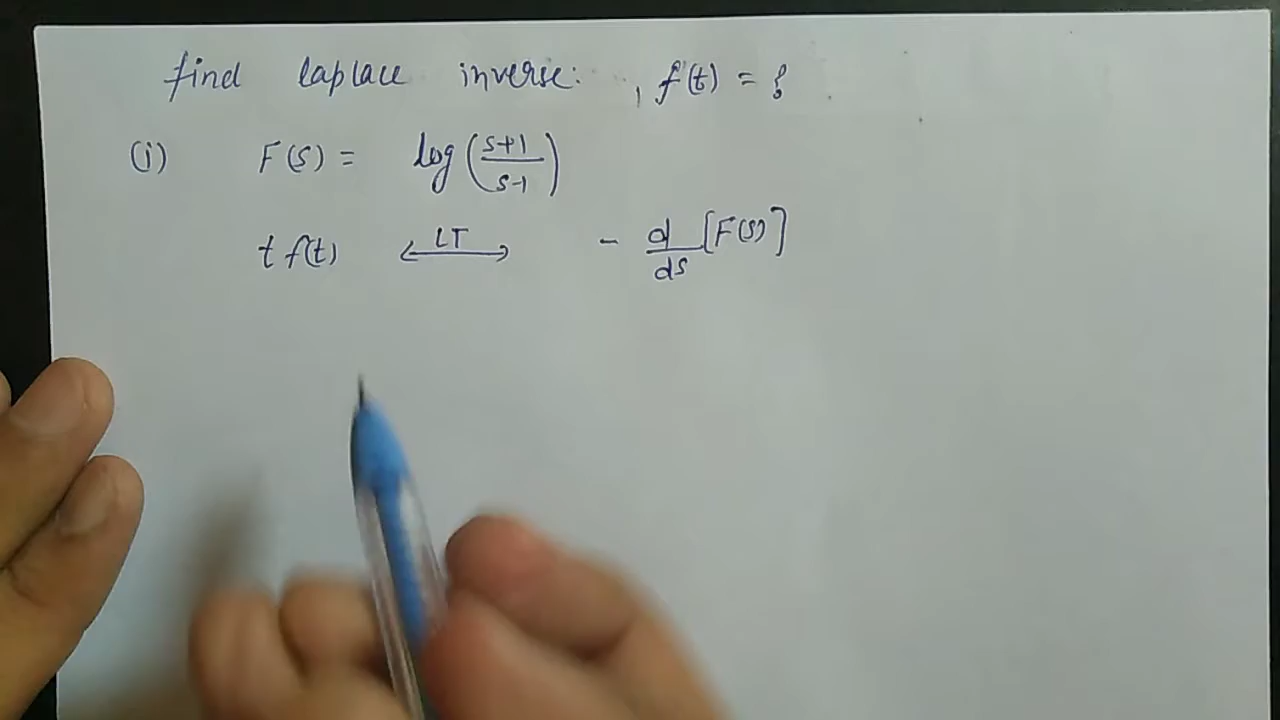 find laplace inverse: , f(t) = {
(i) F(s) = log (s+1/s-1)
t f(t) <-LT-> - d/ds [F(s)]